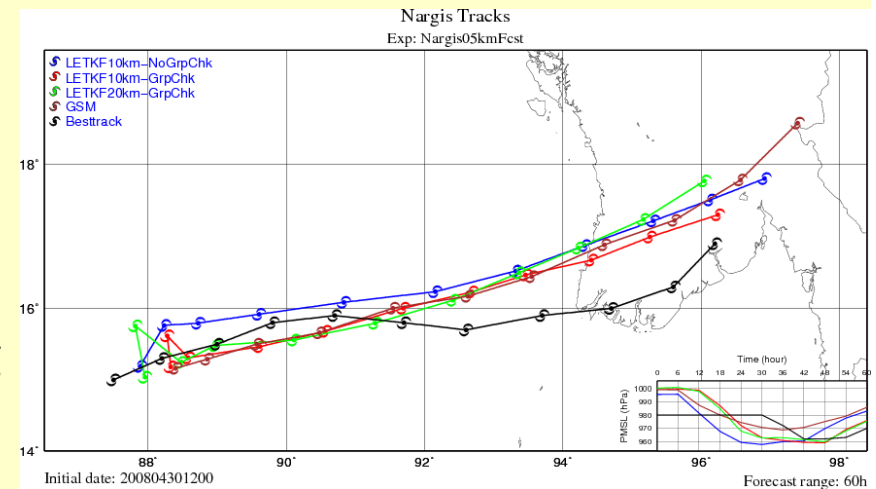 Nargis Tracks
Exp: Nargis05kmFcst
LETKF10km-NoGrpChk
LETKF10km-GrpChk
LETKF20km-GrpChk
GSM
Besttrack
18°
16°
14°
Time (hour)
0 6 12 18 24 30 36 42 48 54 60
PMSL (hPa)
1000
990
980
970
960
88° 90° 92° 94° 96° 98°
Initial date: 200804301200
Forecast range: 60h